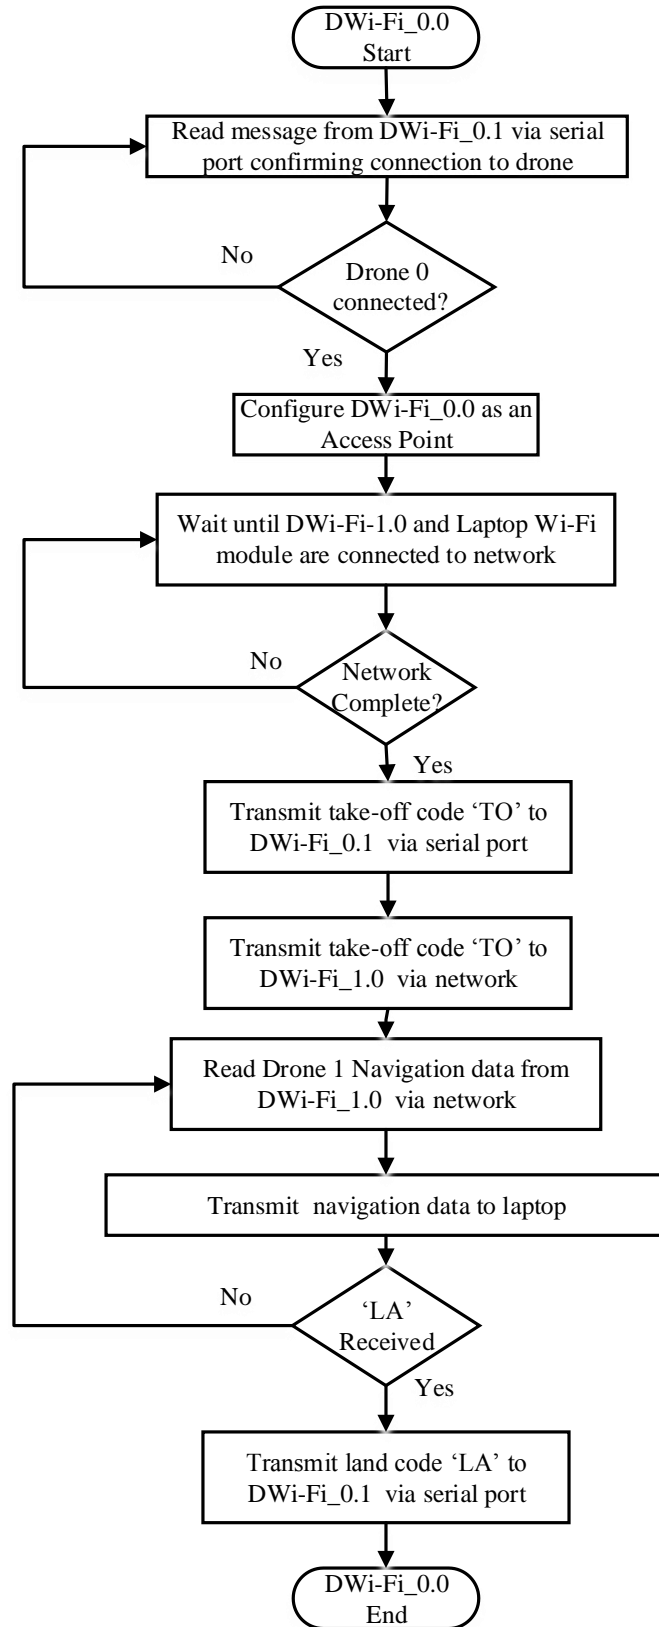 DWi-Fi_0.0
Start
Read message from DWi-Fi_0.1 via serial
port confirming connection to drone
No
Drone 0
connected?
Yes
Configure DWi-Fi_0.0 as an
Access Point
Wait until DWi-Fi-1.0 and Laptop Wi-Fi
module are connected to network
No
Network
Complete?
Yes
Transmit take-off code ‘TO’ to
DWi-Fi_0.1 via serial port
Transmit take-off code ‘TO’ to
DWi-Fi_1.0 via network
Read Drone 1 Navigation data from
DWi-Fi_1.0 via network
Transmit navigation data to laptop
No
‘LA’
Received
Yes
Transmit land code ‘LA’ to
DWi-Fi_0.1 via serial port
DWi-Fi_0.0
End